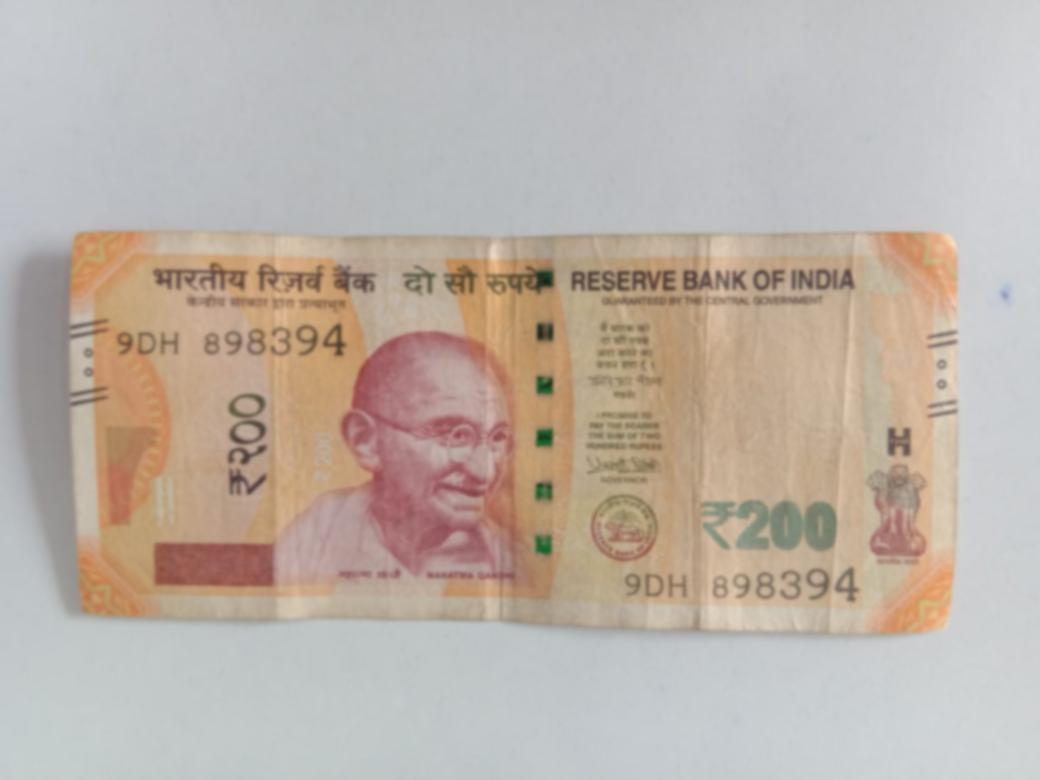 भारतीय रिज़र्व बैंक
दो सौ रुपये
केन्द्रीय सरकार द्वारा प्रत्याभूत
9DH 898394
₹२००
महात्मा गांधी
MAHATMA GANDHI
RESERVE BANK OF INDIA
GUARANTEED BY THE CENTRAL GOVERNMENT
I PROMISE TO
PAY THE BEARER
THE SUM OF TWO
HUNDRED RUPEES
GOVERNOR
H
₹200
9DH 898394